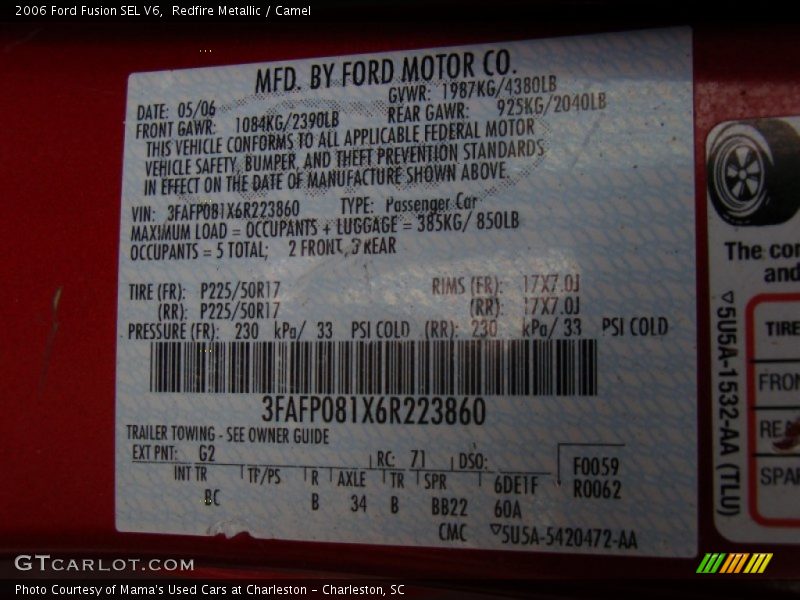 2006 Ford Fusion SEL V6,  Redfire Metallic / Camel
MFD. BY FORD MOTOR CO.
DATE: 05/06 GVWR: 1987KG/4380LB
FRONT GAWR: 1084KG/2390LB REAR GAWR: 925KG/2040LB
THIS VEHICLE CONFORMS TO ALL APPLICABLE FEDERAL MOTOR
VEHICLE SAFETY, BUMPER, AND THEFT PREVENTION STANDARDS
IN EFFECT ON THE DATE OF MANUFACTURE SHOWN ABOVE.
VIN: 3FAFP081X6R223860 TYPE: Passenger Car
MAXIMUM LOAD = OCCUPANTS + LUGGAGE = 385KG/ 850LB
OCCUPANTS = 5 TOTAL; 2 FRONT, 3 REAR
TIRE (FR): P225/50R17 RIMS (FR): 17X7.0J
(RR): P225/50R17 (RR): 17X7.0J
PRESSURE (FR): 230 kPa/ 33 PSI COLD (RR): 230 kPa/ 33 PSI COLD
3FAFP081X6R223860
TRAILER TOWING - SEE OWNER GUIDE
EXT PNT: G2 RC: 71 DSO: F0059
INT TR TP/PS R AXLE TR SPR 6DE1F R0062
BC B 34 B BB22 60A
CMC ▽5U5A-5420472-AA
The
and
▽5U5A-1532-AA (TLU)
TIRE
GTCARLOT.COM
Photo Courtesy of Mama's Used Cars at Charleston - Charleston, SC